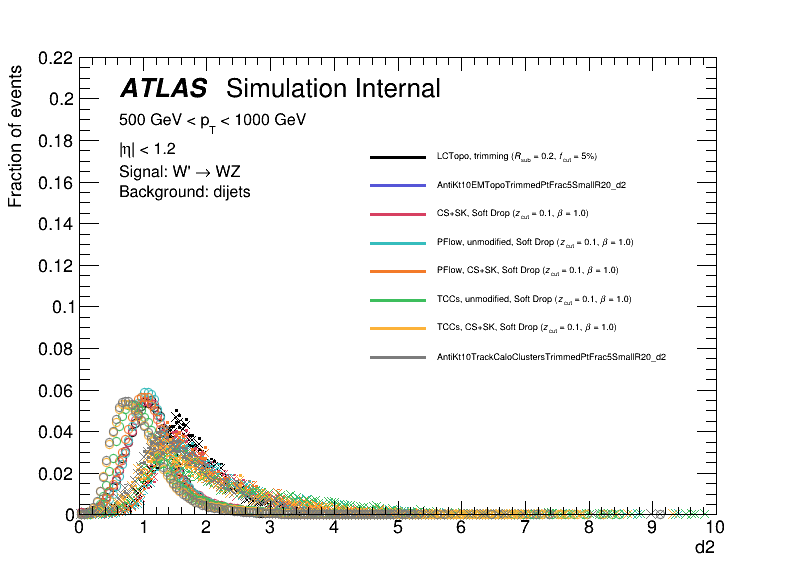 Fraction of events
0.22
0.2
0.18
0.16
0.14
0.12
0.1
0.08
0.06
0.04
0.02
0
ATLAS Simulation Internal
500 GeV < p_T < 1000 GeV
|η| < 1.2
Signal: W' → WZ
Background: dijets
LCTopo, trimming (R_sub = 0.2, f_cut = 5%)
AntiKt10EMTopoTrimmedPtFrac5SmallR20_d2
CS+SK, Soft Drop (z_cut = 0.1, β = 1.0)
PFlow, unmodified, Soft Drop (z_cut = 0.1, β = 1.0)
PFlow, CS+SK, Soft Drop (z_cut = 0.1, β = 1.0)
TCCs, unmodified, Soft Drop (z_cut = 0.1, β = 1.0)
TCCs, CS+SK, Soft Drop (z_cut = 0.1, β = 1.0)
AntiKt10TrackCaloClustersTrimmedPtFrac5SmallR20_d2
0 1 2 3 4 5 6 7 8 9 10
d2